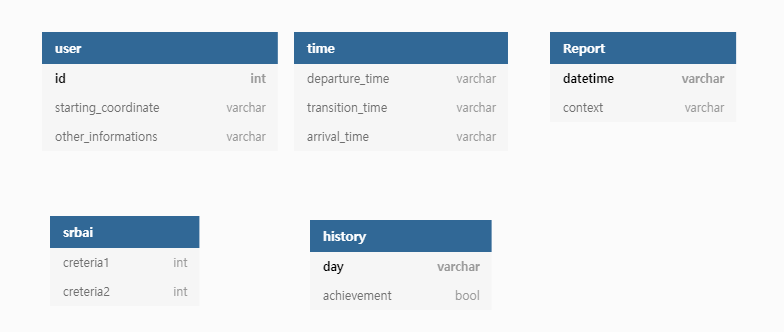 user
id int
starting_coordinate varchar
other_informations varchar
time
departure_time varchar
transition_time varchar
arrival_time varchar
Report
datetime varchar
context varchar
srbai
creteria1 int
creteria2 int
history
day varchar
achievement bool